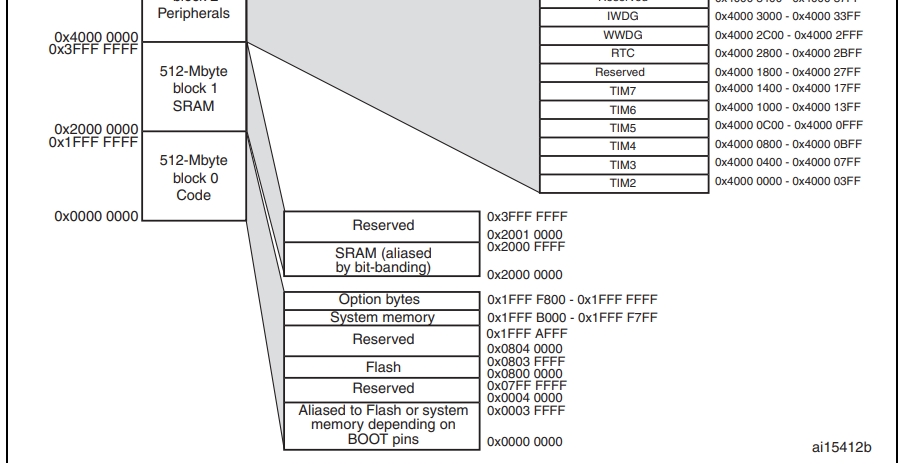 Peripherals
0x4000 0000
0x3FFF FFFF
512-Mbyte
block 1
SRAM
0x2000 0000
0x1FFF FFFF
512-Mbyte
block 0
Code
0x0000 0000
IWDG 0x4000 3000 - 0x4000 33FF
WWDG 0x4000 2C00 - 0x4000 2FFF
RTC 0x4000 2800 - 0x4000 2BFF
Reserved 0x4000 1800 - 0x4000 27FF
TIM7 0x4000 1400 - 0x4000 17FF
TIM6 0x4000 1000 - 0x4000 13FF
TIM5 0x4000 0C00 - 0x4000 0FFF
TIM4 0x4000 0800 - 0x4000 0BFF
TIM3 0x4000 0400 - 0x4000 07FF
TIM2 0x4000 0000 - 0x4000 03FF
0x3FFF FFFF
Reserved
0x2001 0000
0x2000 FFFF
SRAM (aliased
by bit-banding)
0x2000 0000
Option bytes 0x1FFF F800 - 0x1FFF FFFF
System memory 0x1FFF B000 - 0x1FFF F7FF
0x1FFF AFFF
Reserved
0x0804 0000
0x0803 FFFF
Flash
0x0800 0000
0x07FF FFFF
Reserved
0x0004 0000
0x0003 FFFF
Aliased to Flash or system
memory depending on
BOOT pins
0x0000 0000
ai15412b